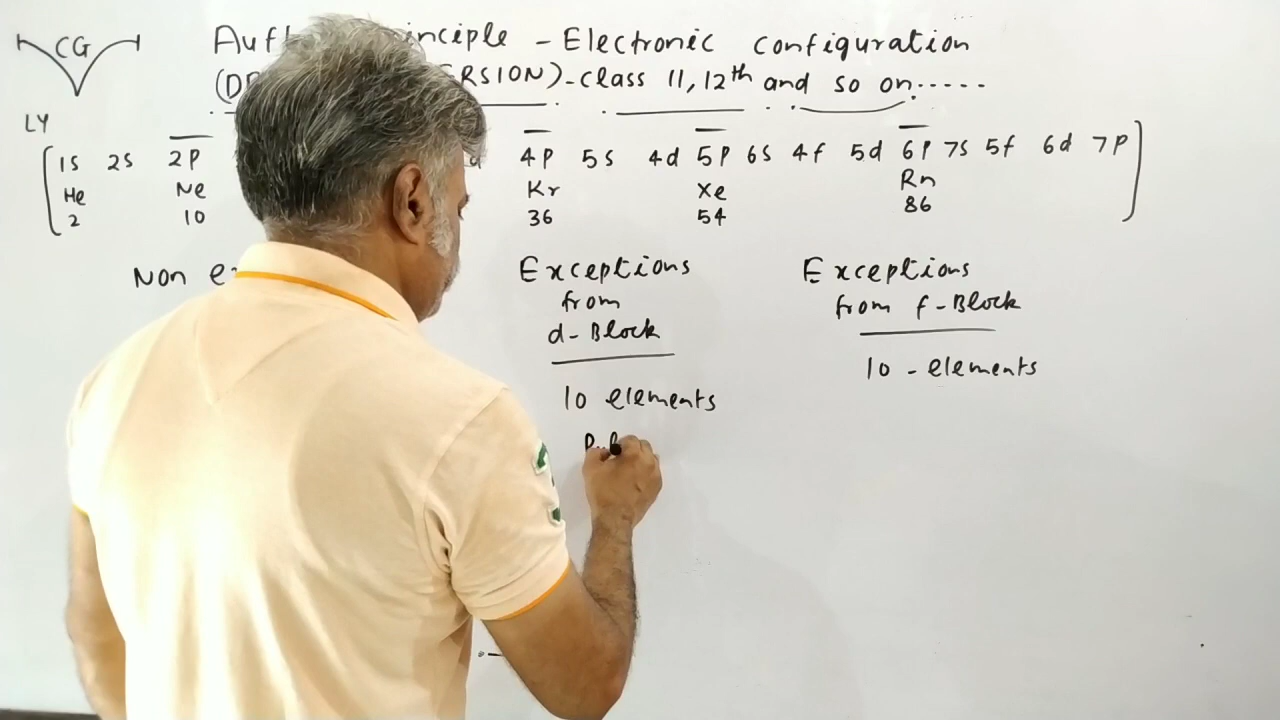 CG
inciple - Electronic configuration
RSION)-Class 11, 12th and so on.....
LY
1s 2s 2p 4p 5s 4d 5p 6s 4f 5d 6p 7s 5f 6d 7p
He Ne Kr Xe Rn
2 10 36 54 86
Non
Exceptions
from
d-Block
10 elements
Exceptions
from f-Block
10 - elements